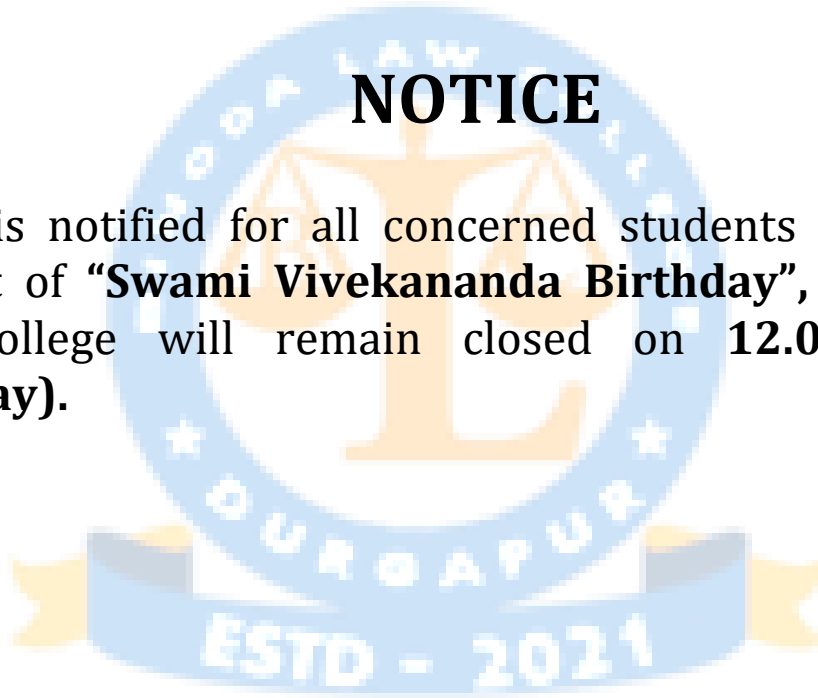 NOTICE
is notified for all concerned students
t of “Swami Vivekananda Birthday”,
ollege will remain closed on 12.0
ay).
LAW
DURGAPUR
ESTD - 2021